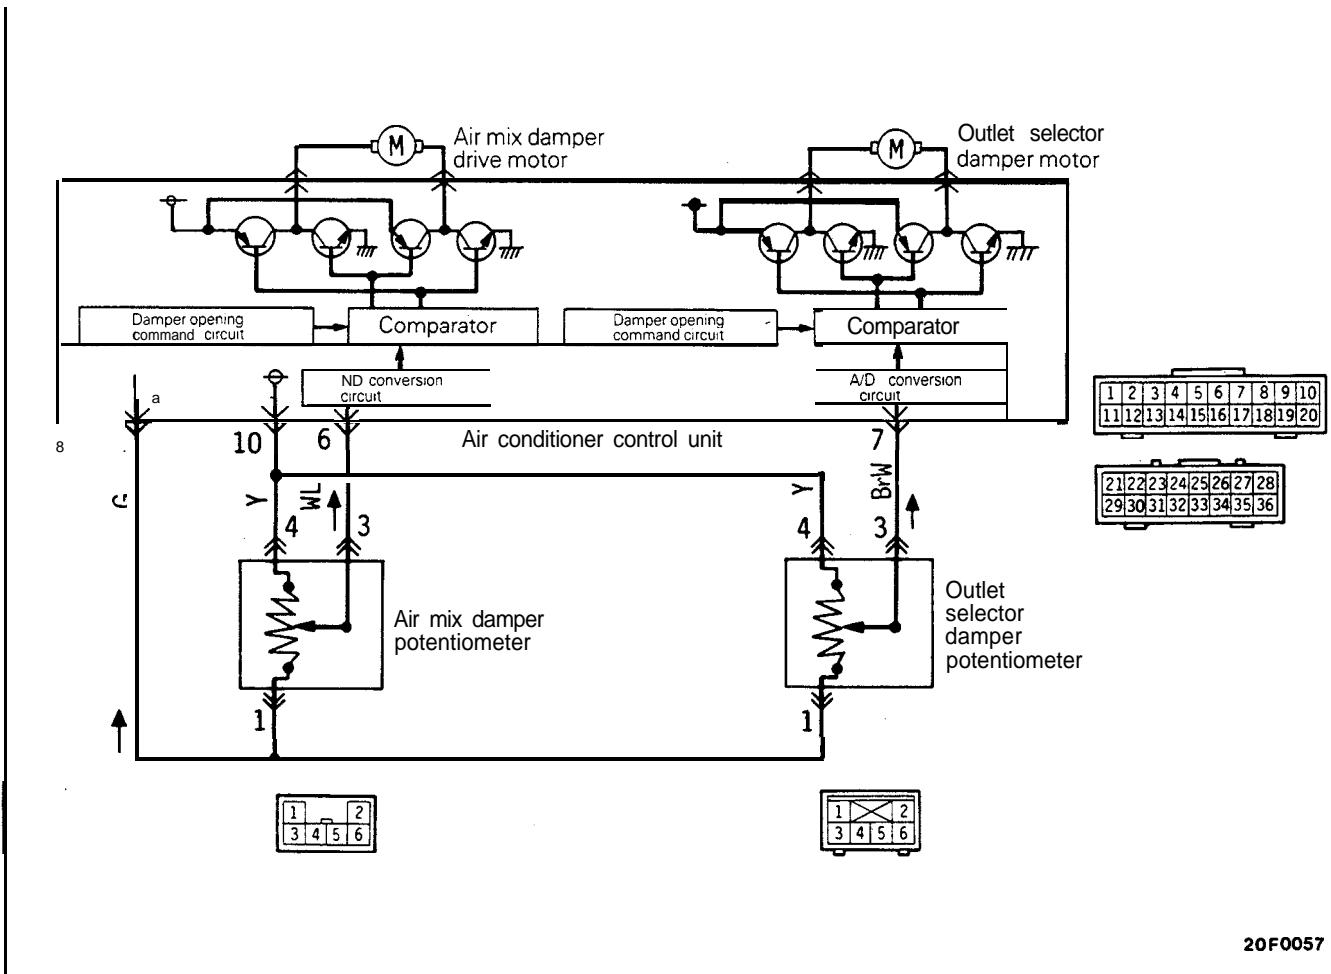 Air mix damper
drive motor
M
Outlet selector
damper motor
M
Damper opening
command circuit
Comparator
Damper opening
command circuit
Comparator
ND conversion
circuit
A/D conversion
circuit
a
8
10
6
Air conditioner control unit
7
G
Y
WL
Y
BrW
4
3
4
3
Air mix damper
potentiometer
Outlet
selector
damper
potentiometer
1
1
1 2 3 4 5 6 7 8 9 10
11 12 13 14 15 16 17 18 19 20
21 22 23 24 25 26 27 28
29 30 31 32 33 34 35 36
1 2
3 4 5 6
1 2
3 4 5 6
20F0057